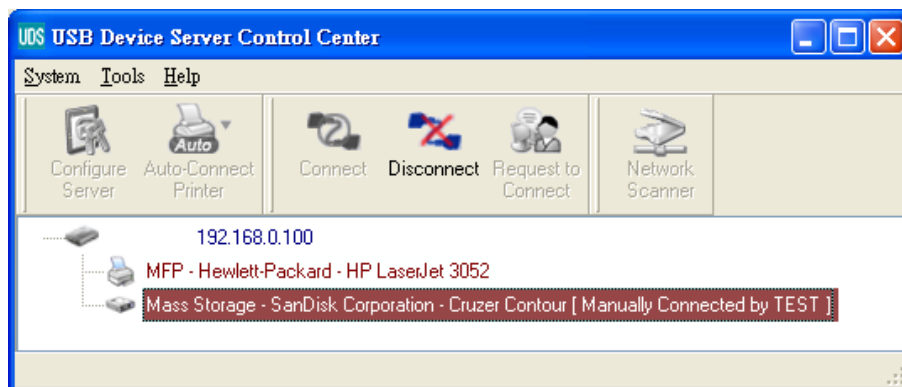 UDS USB Device Server Control Center
System Tools Help
Auto
Configure Server
Auto-Connect Printer
Connect
Disconnect
Request to Connect
Network Scanner
192.168.0.100
MFP - Hewlett-Packard - HP LaserJet 3052
Mass Storage - SanDisk Corporation - Cruzer Contour [ Manually Connected by TEST ]